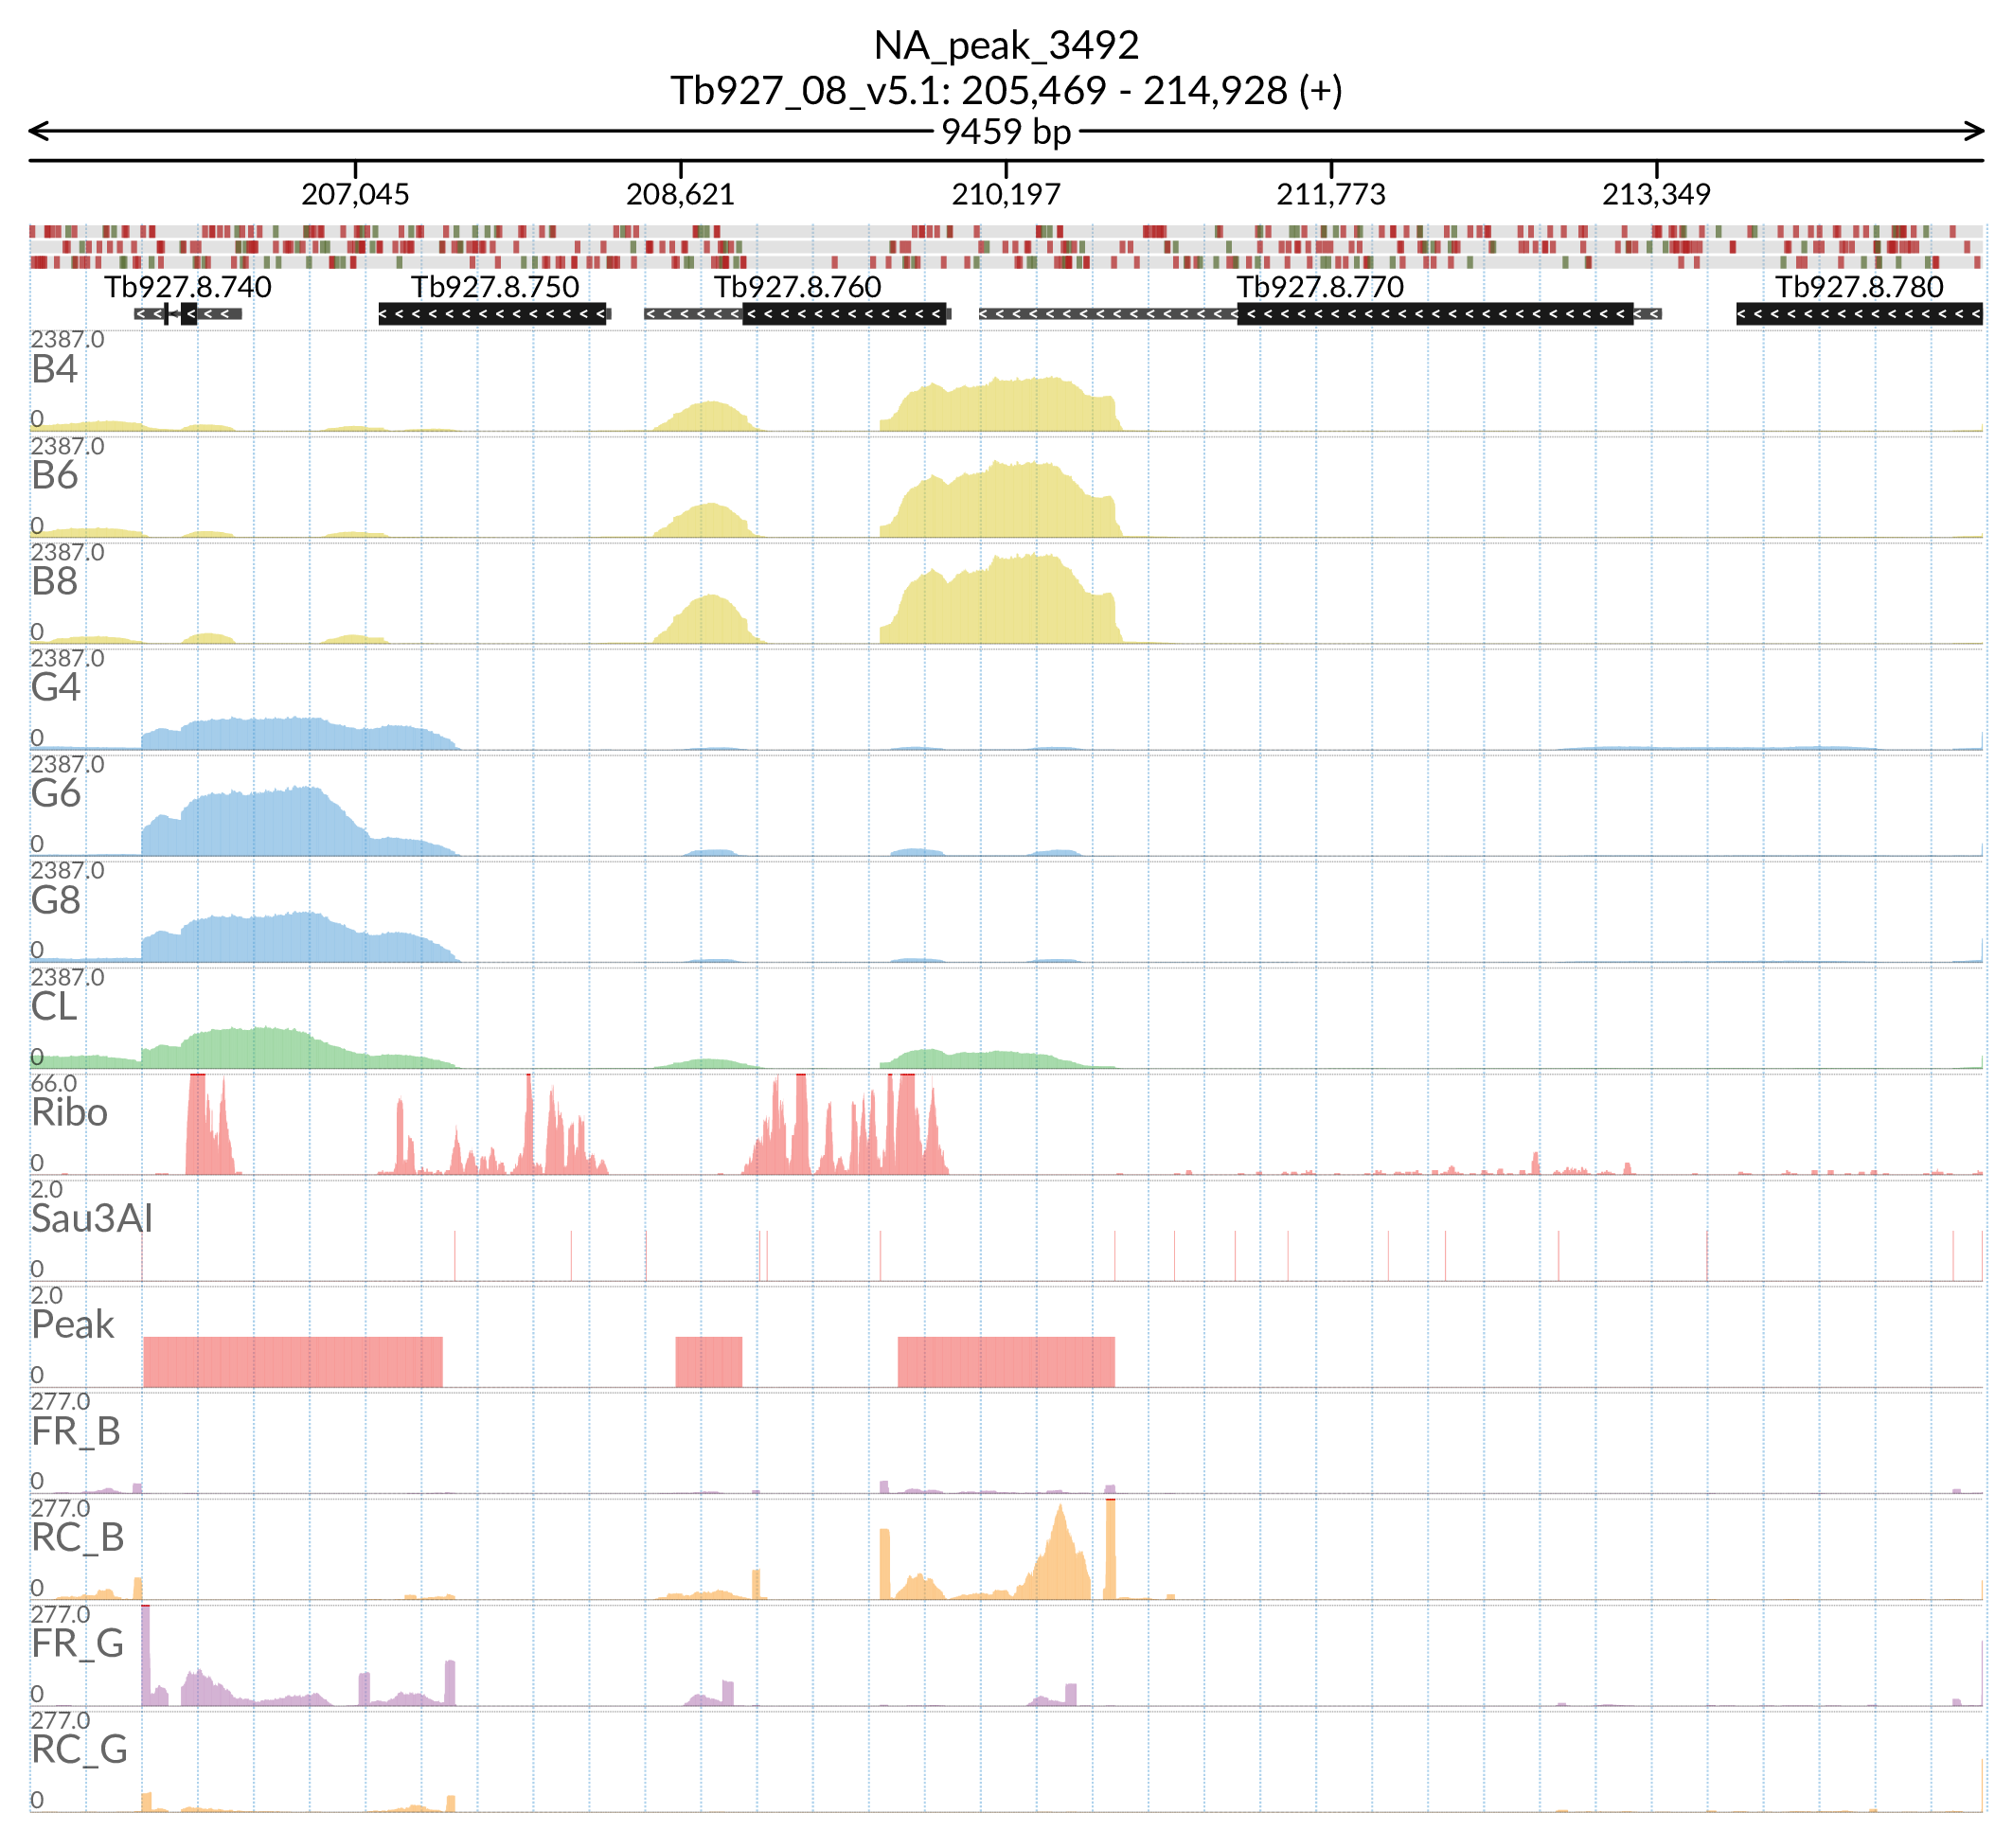 NA_peak_3492
Tb927_08_v5.1: 205,469 - 214,928 (+)
9459 bp
207,045 208,621 210,197 211,773 213,349
Tb927.8.740 Tb927.8.750 Tb927.8.760 Tb927.8.770 Tb927.8.780
2387.0
B4
0
2387.0
B6
0
2387.0
B8
0
2387.0
G4
0
2387.0
G6
0
2387.0
G8
0
2387.0
CL
0
66.0
Ribo
0
2.0
Sau3AI
0
2.0
Peak
0
277.0
FR_B
0
277.0
RC_B
0
277.0
FR_G
0
277.0
RC_G
0